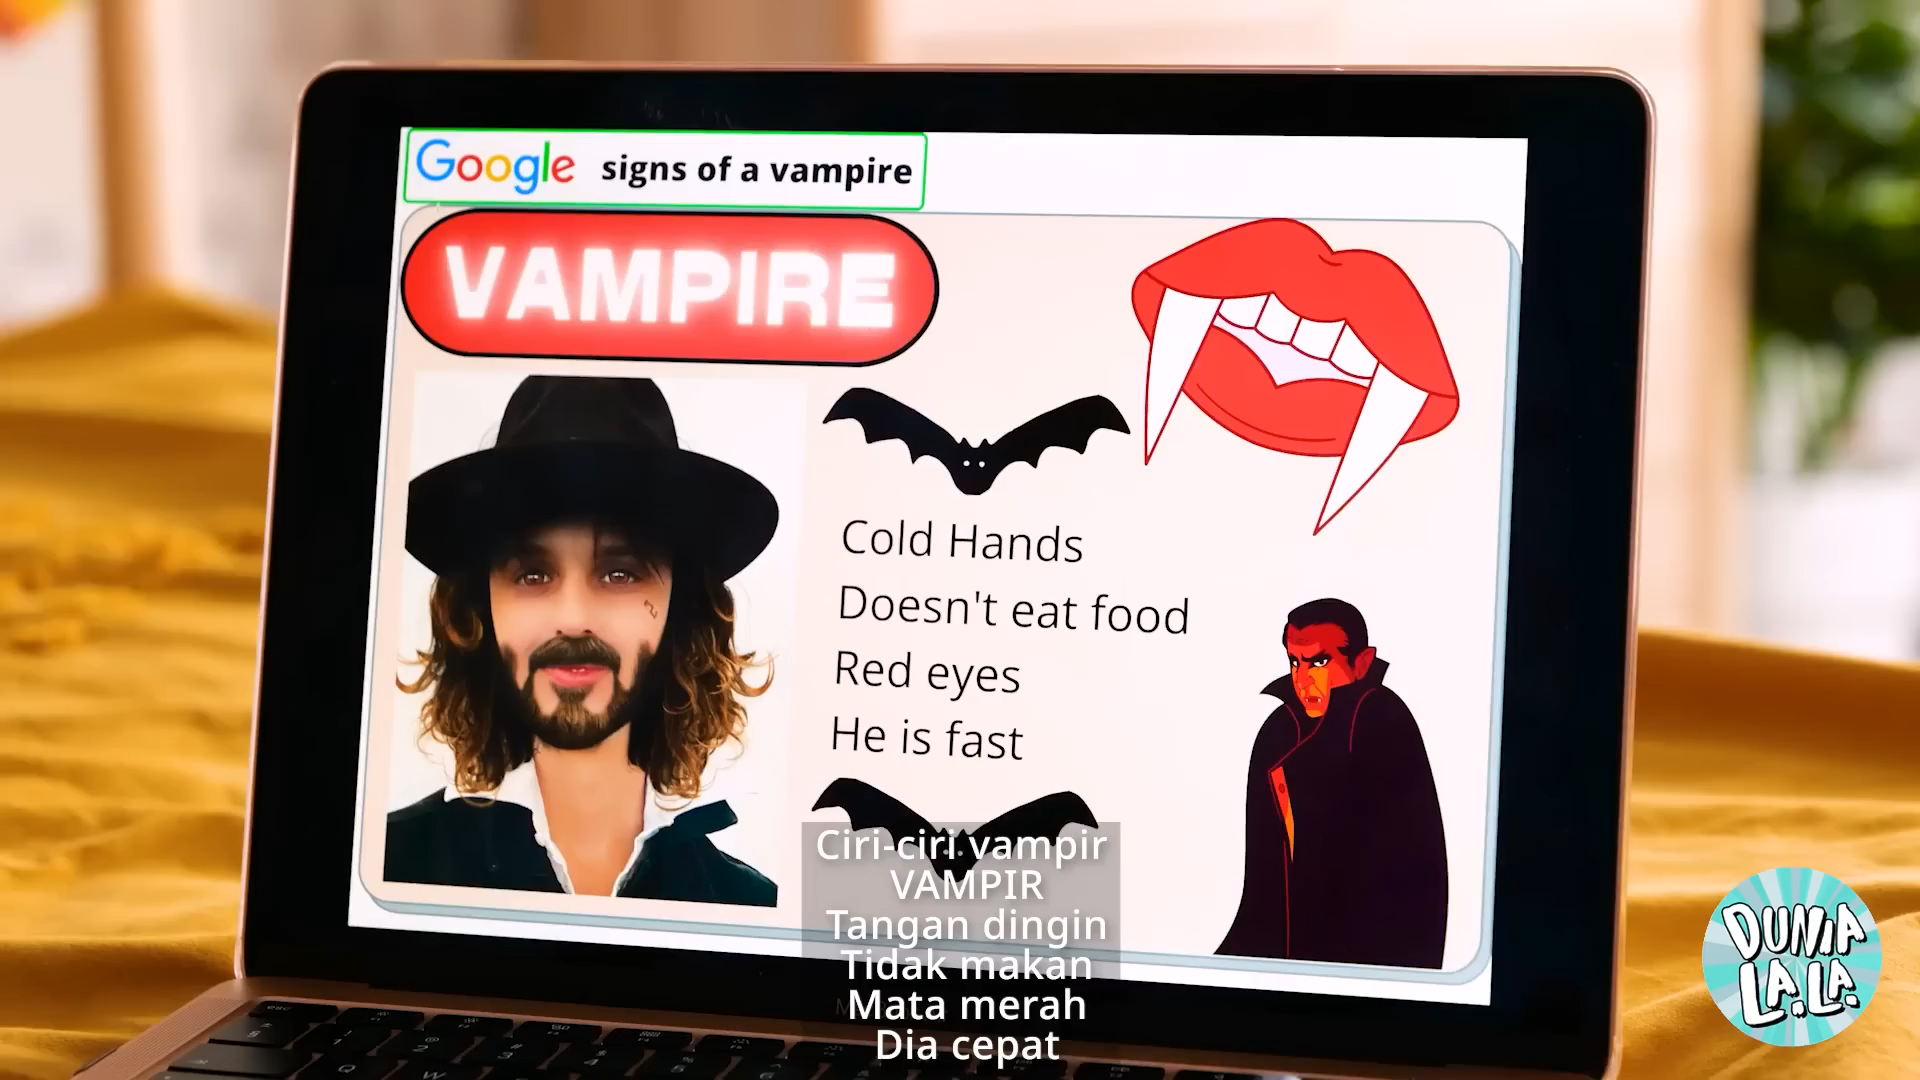 Google signs of a vampire
VAMPIRE
Cold Hands
Doesn't eat food
Red eyes
He is fast
Ciri-ciri vampir
VAMPIR
Tangan dingin
Tidak makan
Mata merah
Dia cepat
DUNIA
LA.LA.
esc